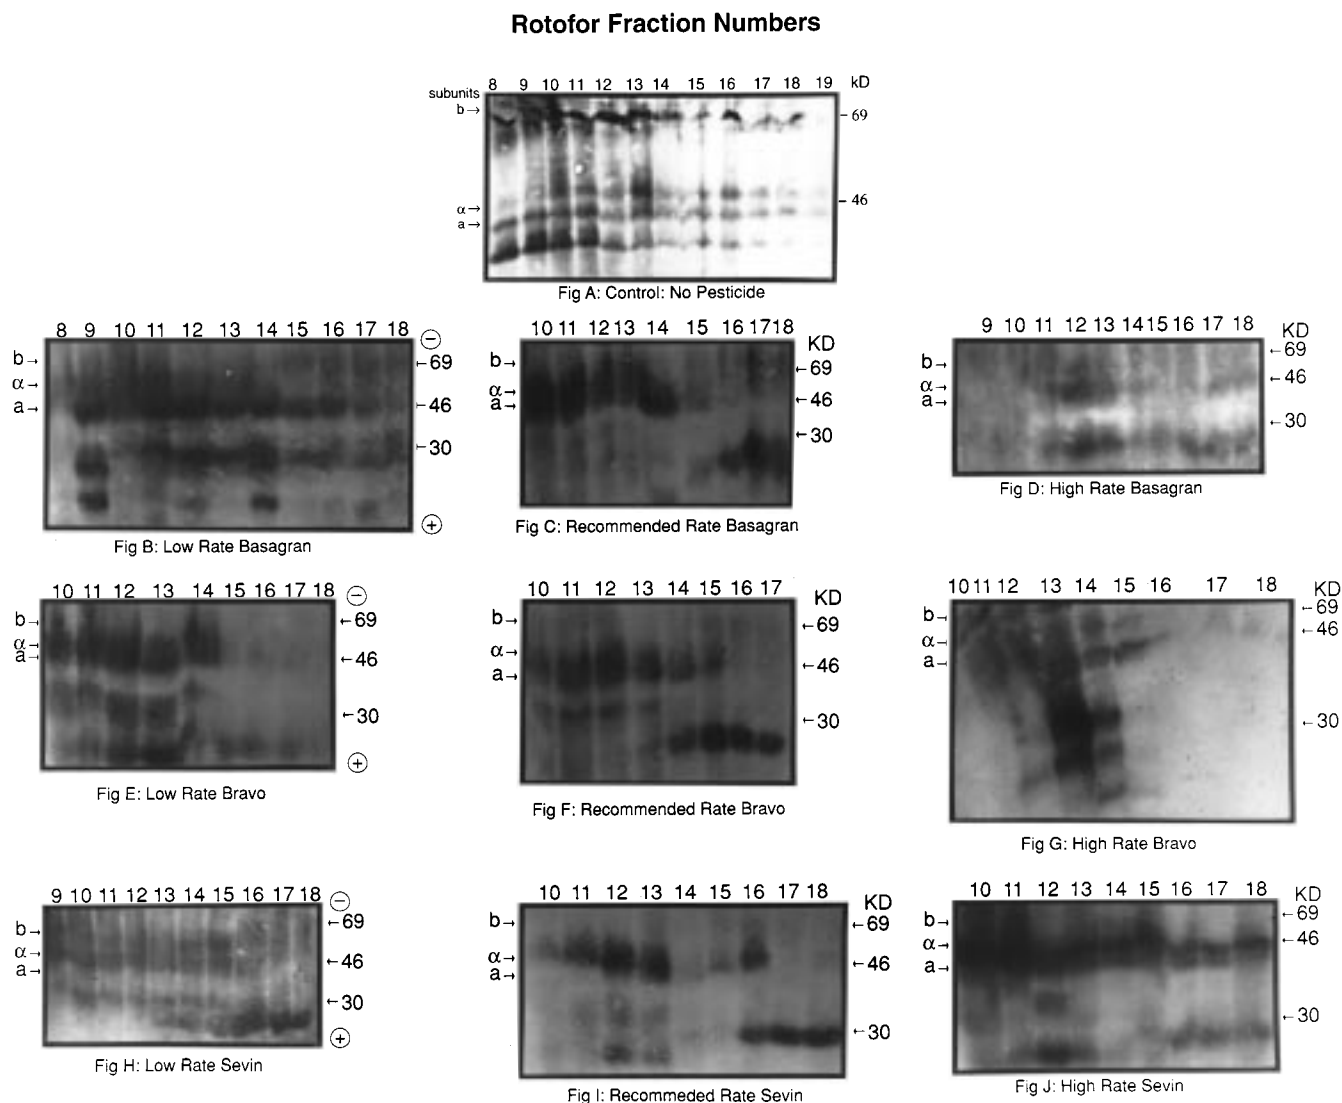 Rotofor Fraction Numbers
8 9 10 11 12 13 14 15 16 17 18 19 kD
subunits
b→
69
46
α→
a→
Fig A: Control: No Pesticide
8 9 10 11 12 13 14 15 16 17 18 −
b→
←69
α→
a→
←46
←30
+
Fig B: Low Rate Basagran
10 11 12 13 14 15 16 17 18 KD
b→
←69
α→
a→
←46
←30
Fig C: Recommended Rate Basagran
9 10 11 12 13 14 15 16 17 18 KD
←69
b→
←46
α→
a→
←30
Fig D: High Rate Basagran
10 11 12 13 14 15 16 17 18 −
b→
←69
α→
a→
←46
←30
+
Fig E: Low Rate Bravo
10 11 12 13 14 15 16 17 KD
b→
←69
α→
←46
a→
←30
Fig F: Recommended Rate Bravo
10 11 12 13 14 15 16 17 18 KD
←69
b→
←46
α→
a→
←30
Fig G: High Rate Bravo
9 10 11 12 13 14 15 16 17 18 −
←69
b→
α→
←46
a→
←30
+
Fig H: Low Rate Sevin
10 11 12 13 14 15 16 17 18 KD
b→
←69
α→
←46
a→
←30
Fig I: Recommeded Rate Sevin
10 11 12 13 14 15 16 17 18 KD
←69
b→
←46
α→
a→
←30
Fig J: High Rate Sevin